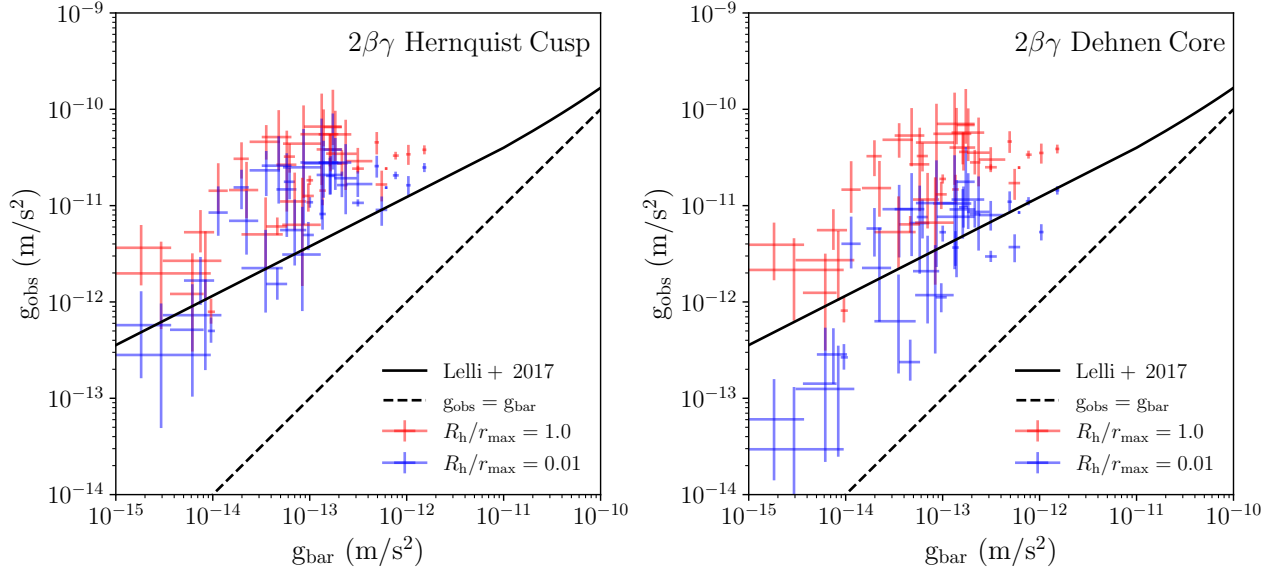 2βγ Hernquist Cusp
10⁻⁹
10⁻¹⁰
10⁻¹¹
10⁻¹²
10⁻¹³
10⁻¹⁴
g_obs (m/s²)
Lelli + 2017
g_obs = g_bar
R_h/r_max = 1.0
R_h/r_max = 0.01
10⁻¹⁵ 10⁻¹⁴ 10⁻¹³ 10⁻¹² 10⁻¹¹ 10⁻¹⁰
g_bar (m/s²)
2βγ Dehnen Core
10⁻⁹
10⁻¹⁰
10⁻¹¹
10⁻¹²
10⁻¹³
10⁻¹⁴
g_obs (m/s²)
Lelli + 2017
g_obs = g_bar
R_h/r_max = 1.0
R_h/r_max = 0.01
10⁻¹⁵ 10⁻¹⁴ 10⁻¹³ 10⁻¹² 10⁻¹¹ 10⁻¹⁰
g_bar (m/s²)